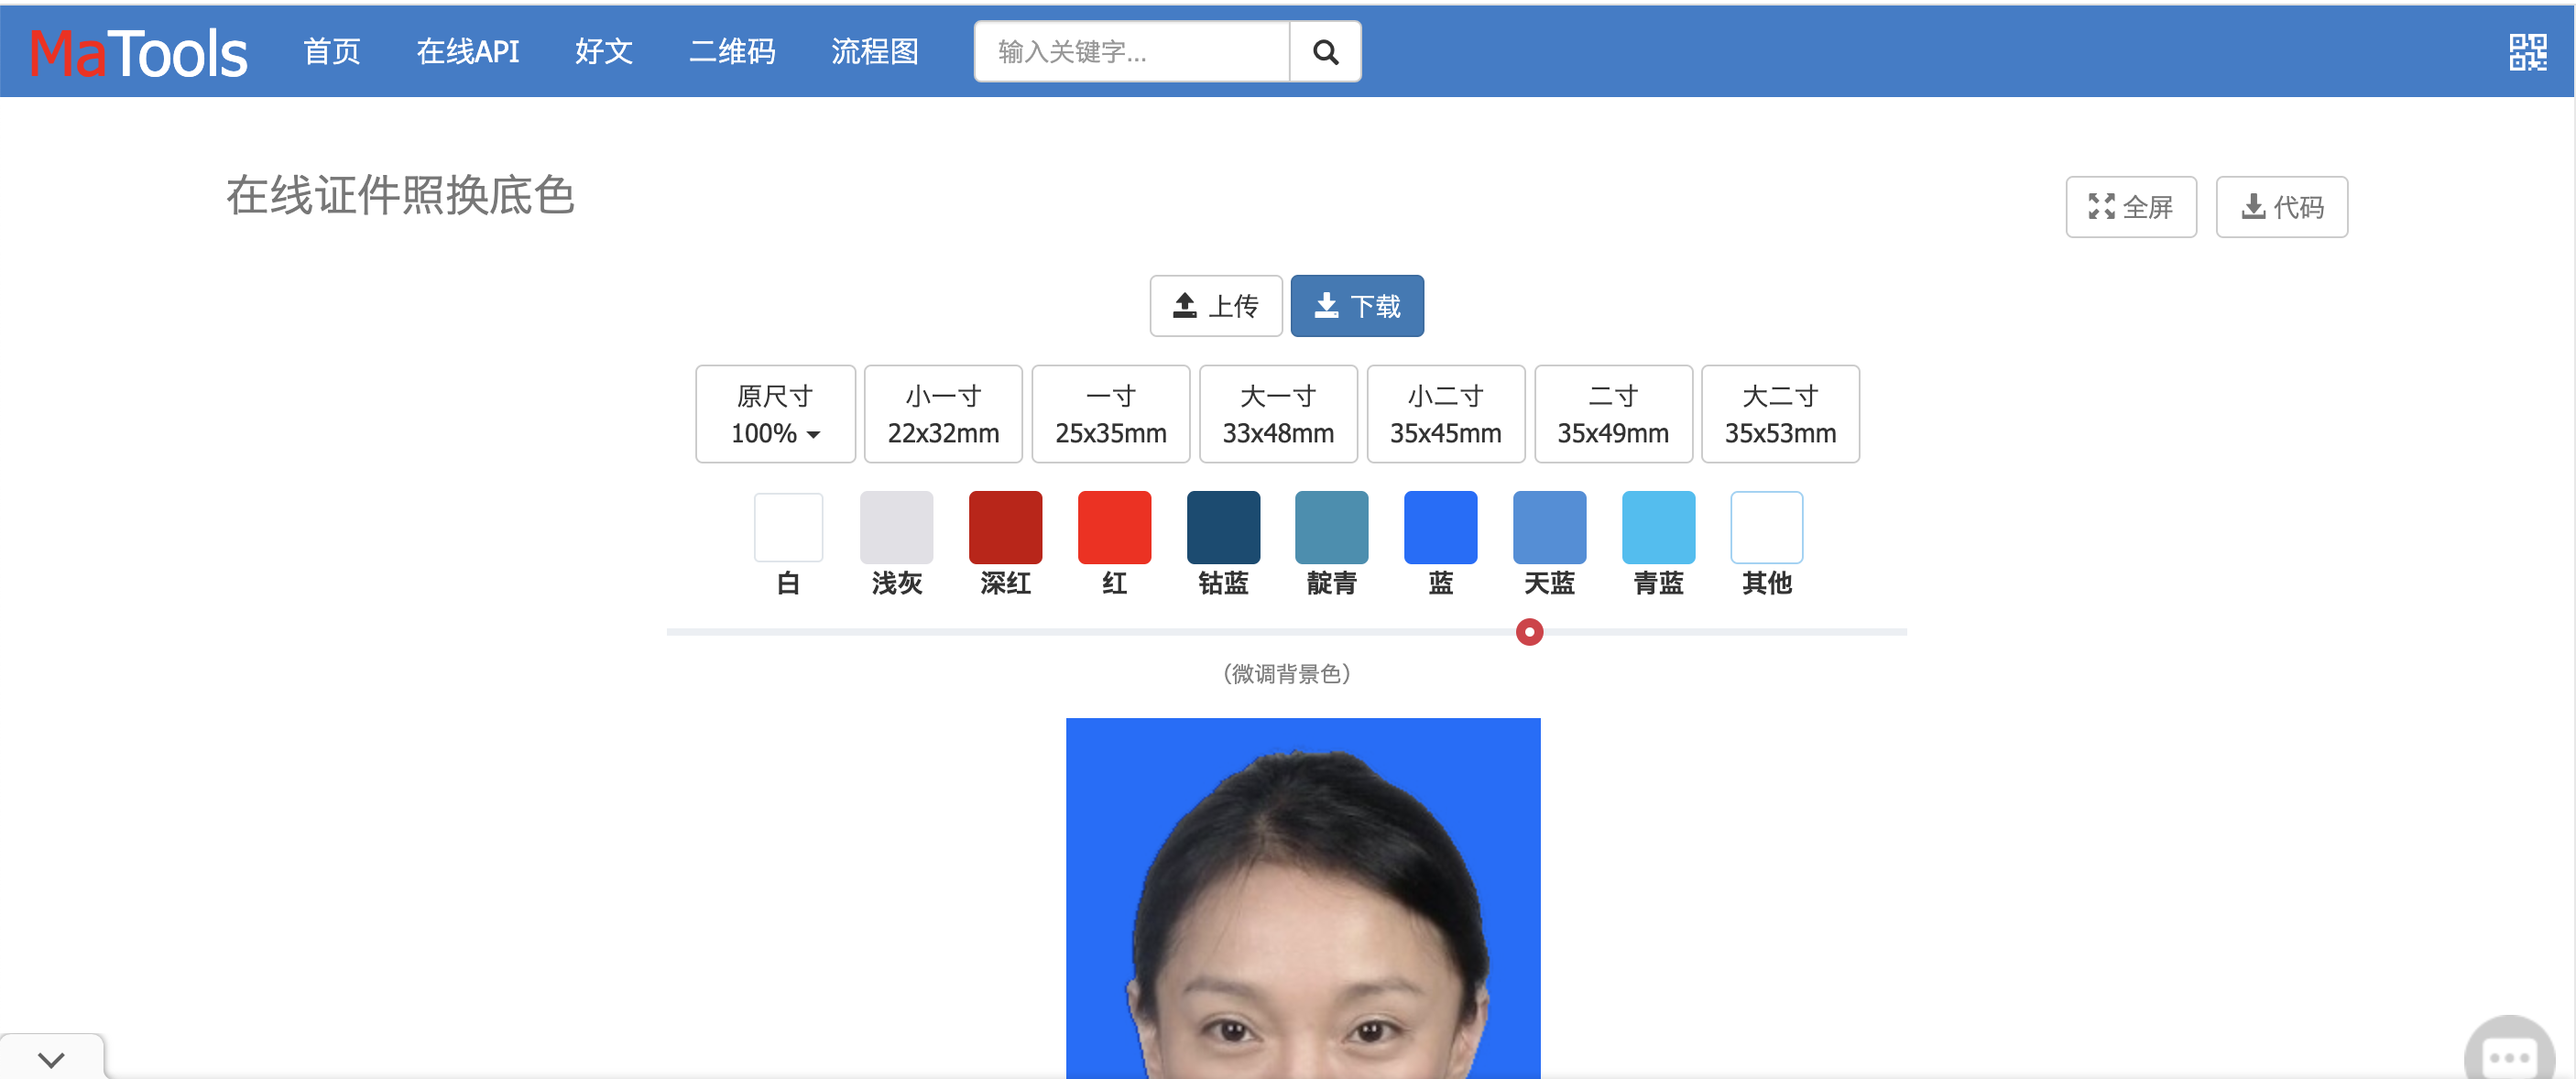 MaTools 首页 在线API 好文 二维码 流程图 输入关键字...
在线证件照换底色
全屏 代码
上传 下载
原尺寸 小一寸 一寸 大一寸 小二寸 二寸 大二寸
100% 22x32mm 25x35mm 33x48mm 35x45mm 35x49mm 35x53mm
白 浅灰 深红 红 钴蓝 靛青 蓝 天蓝 青蓝 其他
(微调背景色)